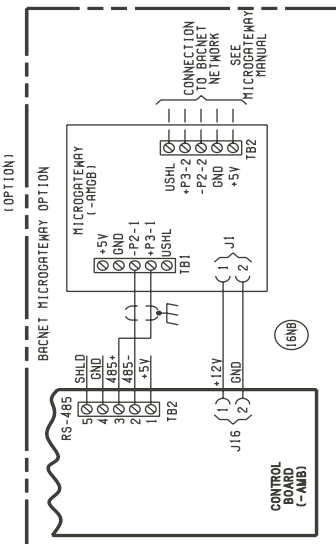 (OPTION)
BACNET MICROGATEWAY OPTION
CONNECTION
TO BACNET
NETWORK
SEE
MICROGATEWAY
MANUAL
MICROGATEWAY
(-AMGB)
USHL
+P3-2
-P2-2
GND
+5V
TB2
+5V
GND
-P2-1
+P3-1
USHL
TB1
J1
1
2
16NB
RS-485
SHLD
GND
485+
485-
+5V
5
4
3
2
1
TB2
+12V
GND
1
2
J16
CONTROL
BOARD
(-AMB)